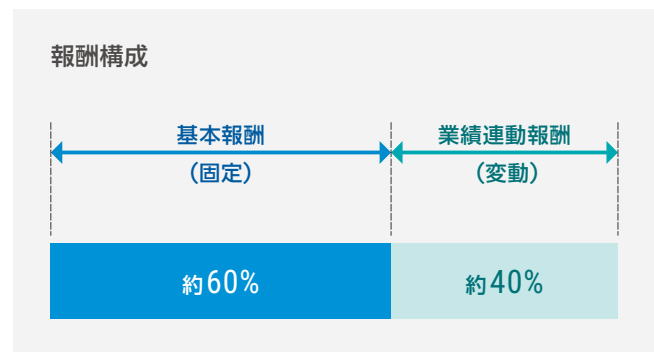 報酬構成
基本報酬
（固定）
業績連動報酬
（変動）
約60%
約40%